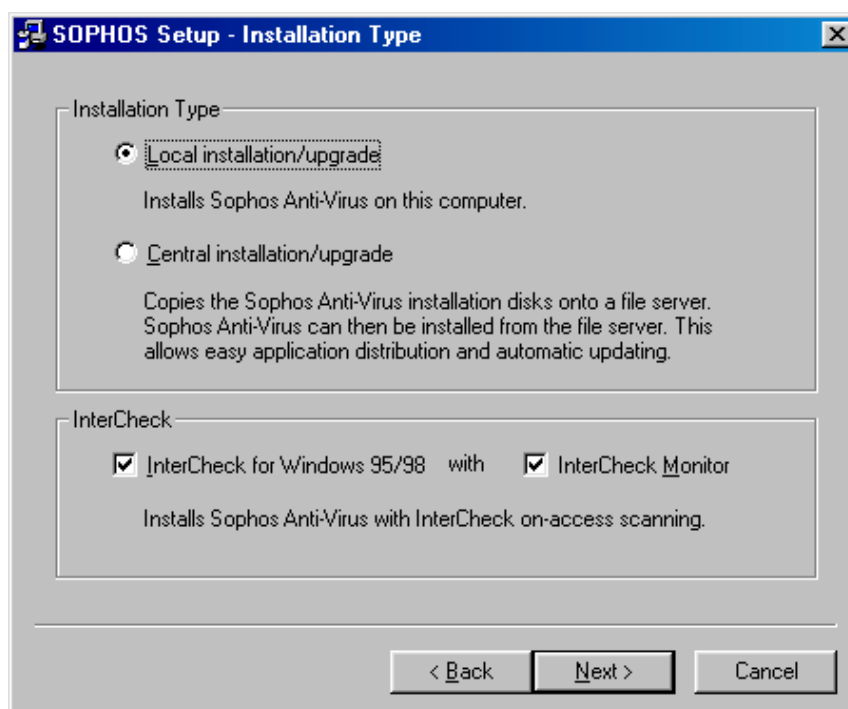 SOPHOS Setup - Installation Type
Installation Type
Local installation/upgrade
Installs Sophos Anti-Virus on this computer.
Central installation/upgrade
Copies the Sophos Anti-Virus installation disks onto a file server.
Sophos Anti-Virus can then be installed from the file server. This
allows easy application distribution and automatic updating.
InterCheck
InterCheck for Windows 95/98 with InterCheck Monitor
Installs Sophos Anti-Virus with InterCheck on-access scanning.
< Back Next > Cancel